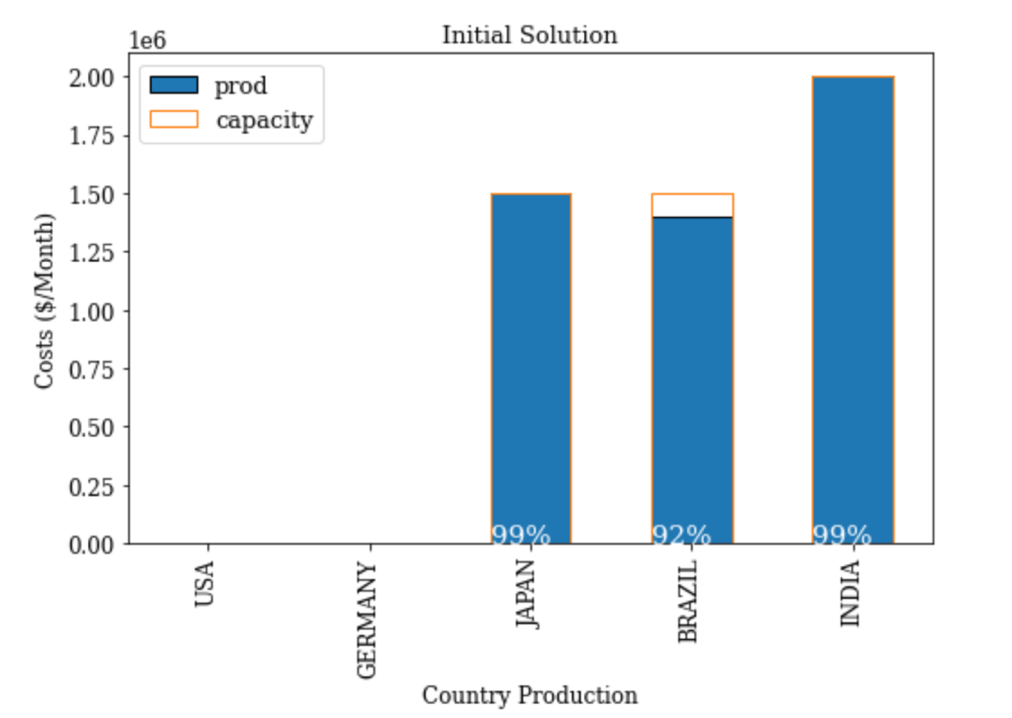 Initial Solution
1e6
prod
capacity
2.00
1.75
1.50
1.25
1.00
0.75
0.50
0.25
0.00
Costs ($/Month)
99%
92%
99%
USA
GERMANY
JAPAN
BRAZIL
INDIA
Country Production